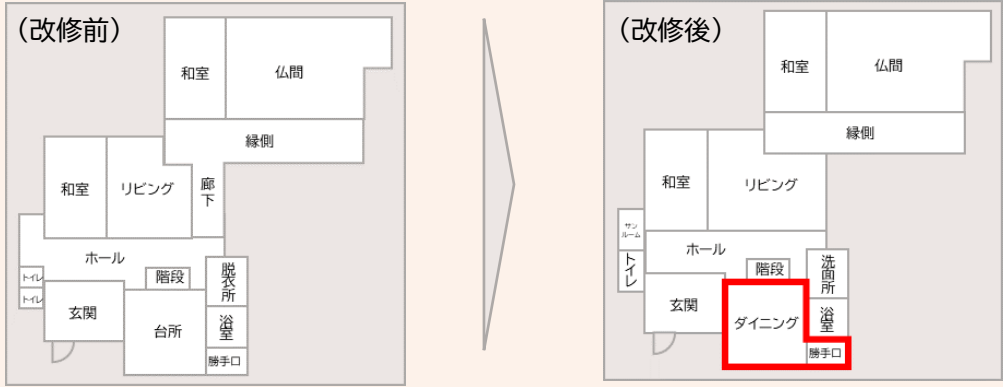 （改修前）
和室
仏間
縁側
和室
リビング
廊下
ホール
トイレ
トイレ
階段
脱衣所
玄関
台所
浴室
勝手口
（改修後）
和室
仏間
縁側
和室
リビング
サンルーム
ホール
トイレ
階段
洗面所
玄関
ダイニング
浴室
勝手口